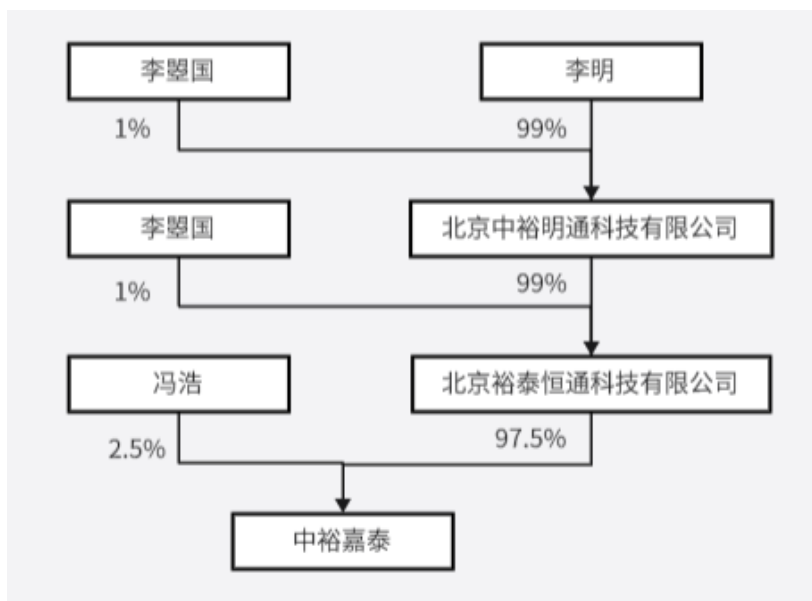 李曌国
李明
1%
99%
李曌国
北京中裕明通科技有限公司
1%
99%
冯浩
北京裕泰恒通科技有限公司
2.5%
97.5%
中裕嘉泰